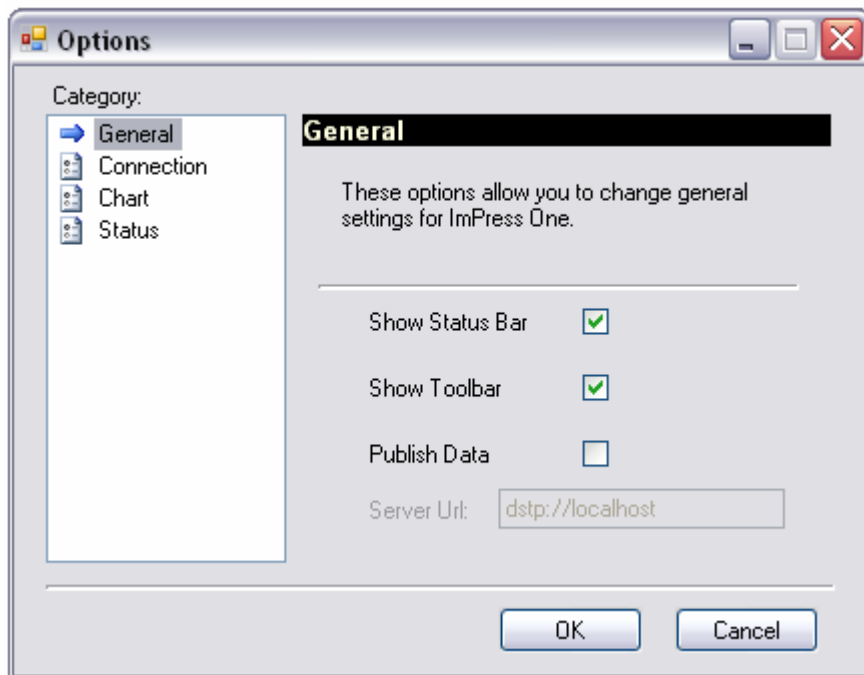 Options
Category:
General
Connection
Chart
Status
General
These options allow you to change general
settings for ImPress One.
Show Status Bar
Show Toolbar
Publish Data
Server Url: dstp://localhost
OK Cancel